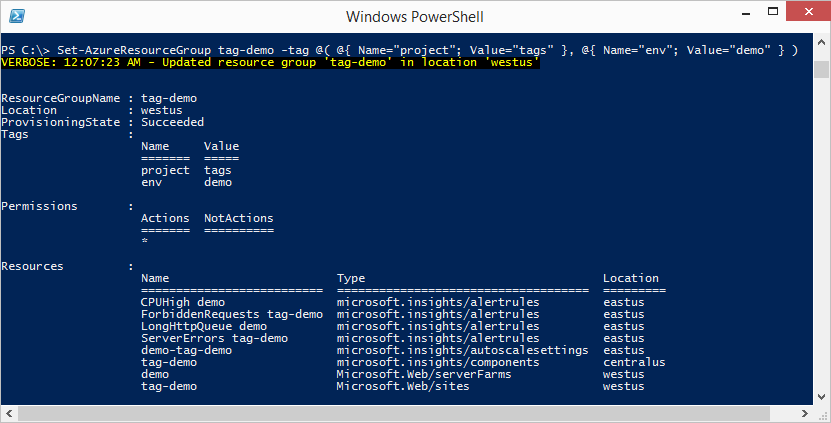 Windows PowerShell
PS C:\> Set-AzureResourceGroup tag-demo -tag @( @{ Name="project"; Value="tags" }, @{ Name="env"; Value="demo" } )
VERBOSE: 12:07:23 AM - Updated resource group 'tag-demo' in location 'westus'
ResourceGroupName : tag-demo
Location          : westus
ProvisioningState : Succeeded
Tags              :
                    Name     Value
                    =======  =====
                    project  tags
                    env      demo
Permissions       :
                    Actions  NotActions
                    =======  ==========
                    *
Resources         :
                    Name                        Type                                  Location
                    ==========================  ====================================  =========
                    CPUHigh demo                microsoft.insights/alertrules         eastus
                    ForbiddenRequests tag-demo  microsoft.insights/alertrules         eastus
                    LongHttpQueue demo          microsoft.insights/alertrules         eastus
                    ServerErrors tag-demo       microsoft.insights/alertrules         eastus
                    demo-tag-demo               microsoft.insights/autoscalesettings  eastus
                    tag-demo                    microsoft.insights/components         centralus
                    demo                        Microsoft.Web/serverFarms             westus
                    tag-demo                    Microsoft.Web/sites                   westus